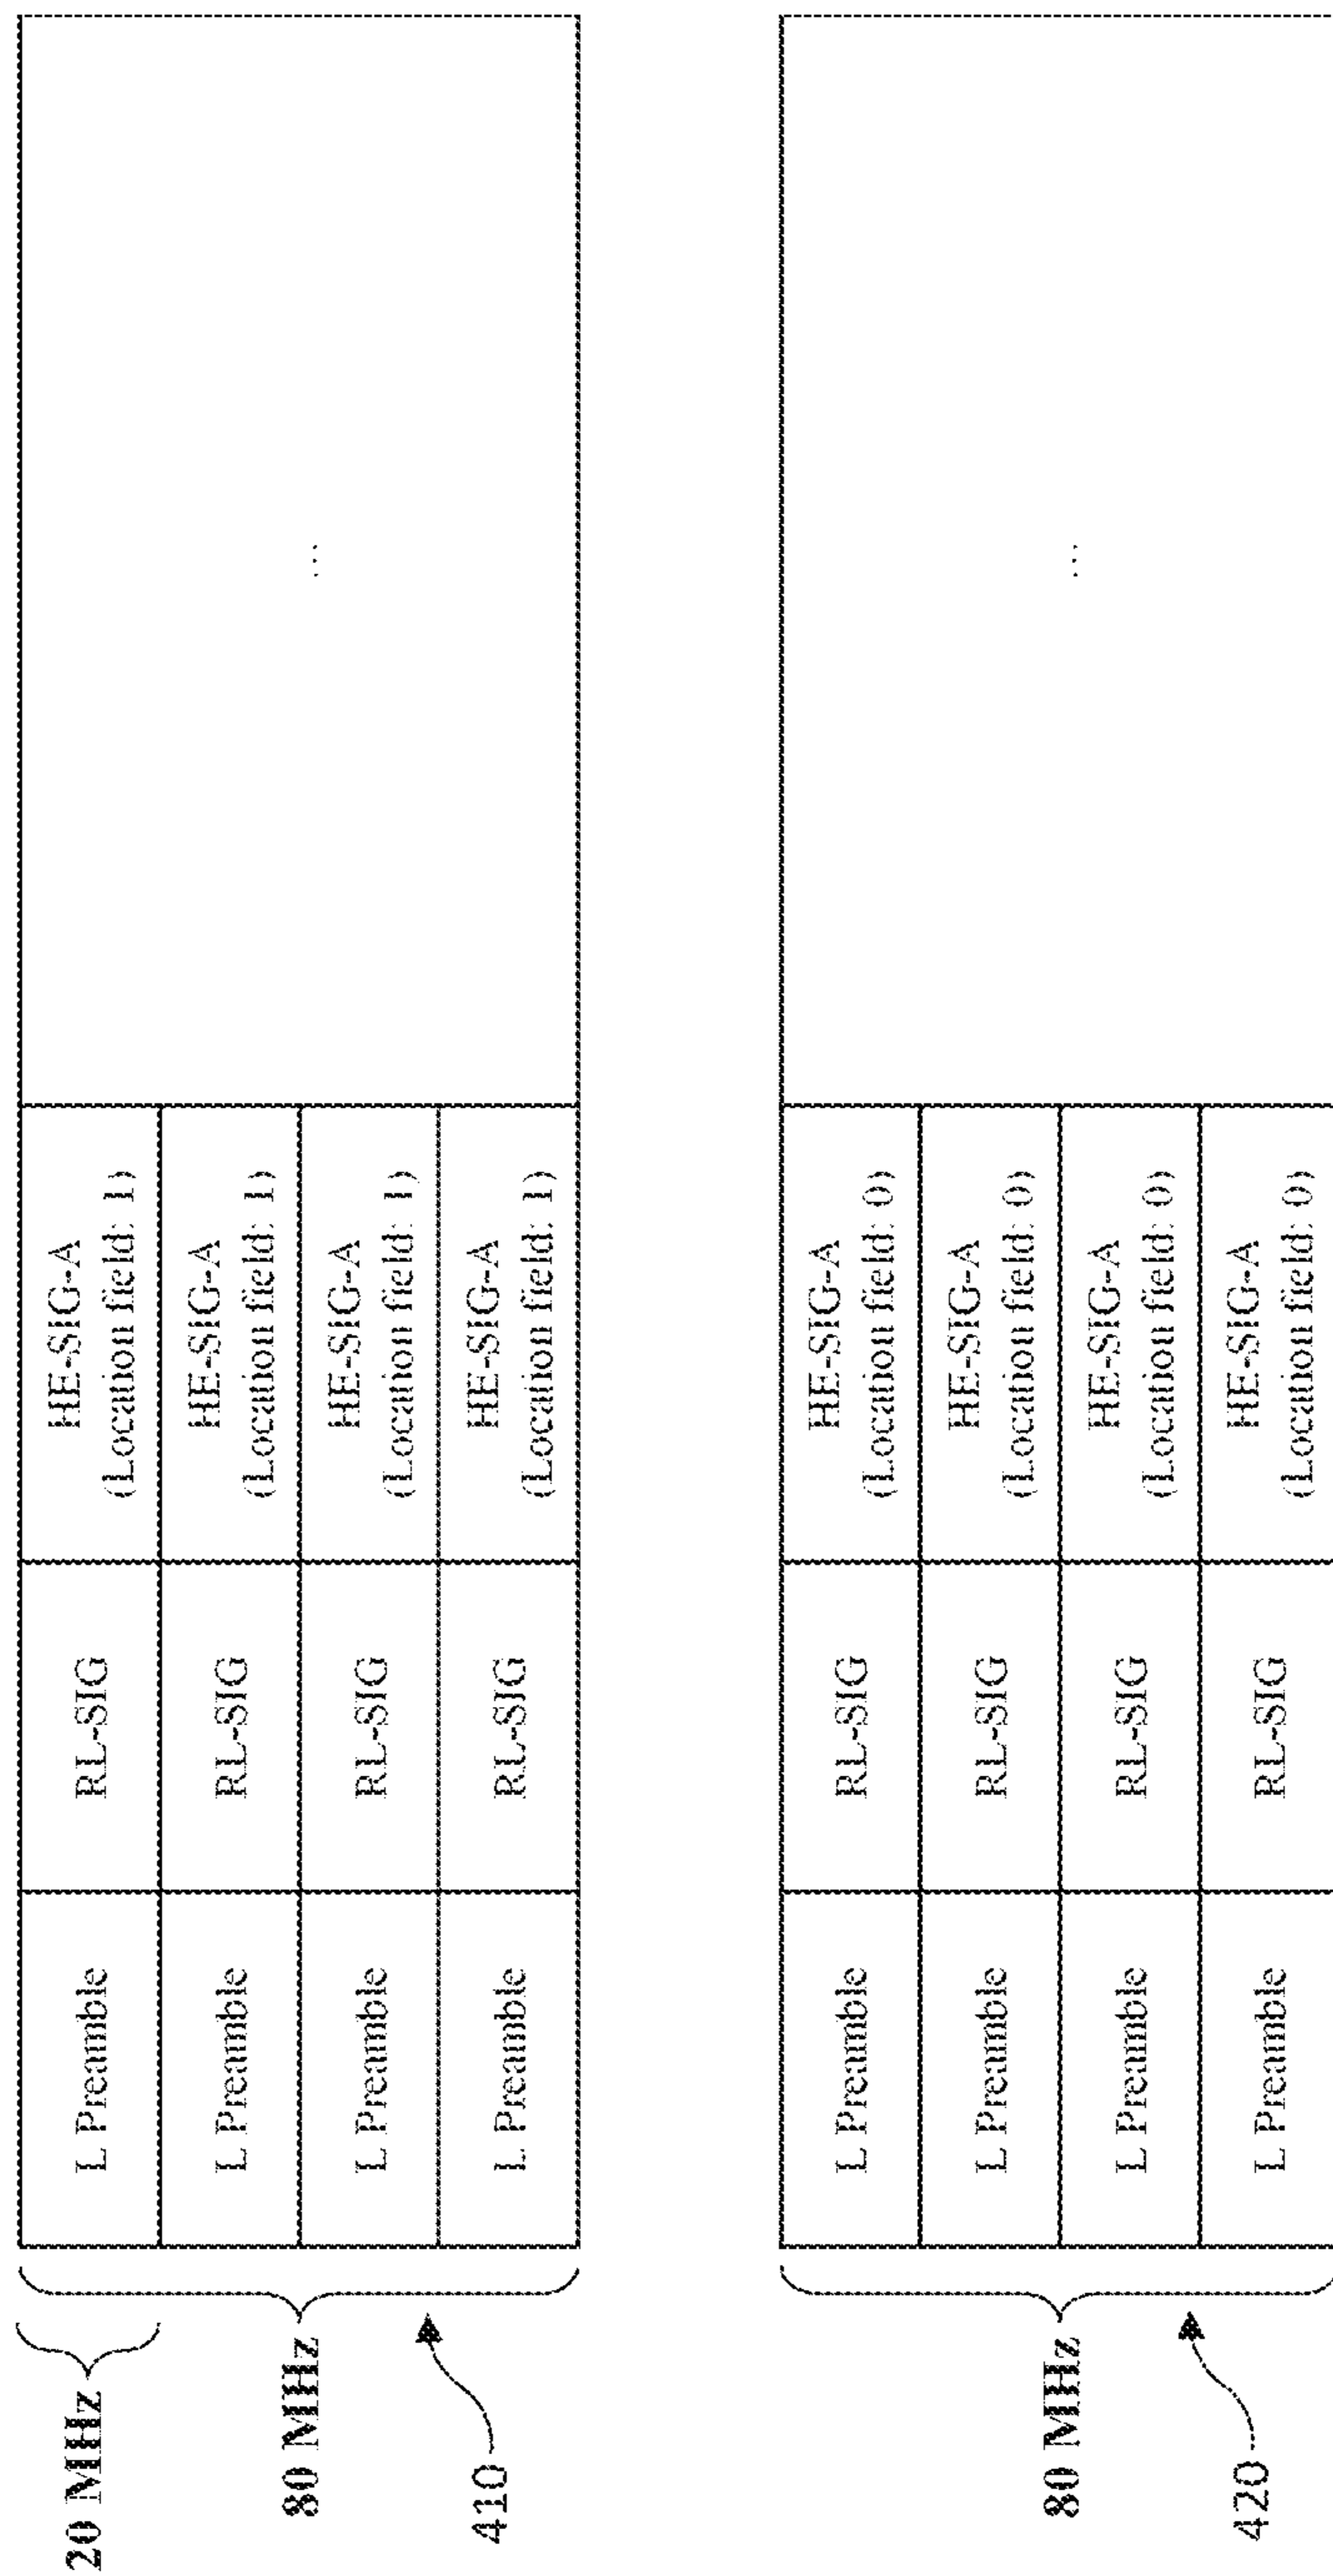 20 MHz
80 MHz
410
L Preamble
RL-SIG
HE-SIG-A
(Location field: 1)
L Preamble
RL-SIG
HE-SIG-A
(Location field: 1)
L Preamble
RL-SIG
HE-SIG-A
(Location field: 1)
L Preamble
RL-SIG
HE-SIG-A
(Location field: 1)
...
80 MHz
420
L Preamble
RL-SIG
HE-SIG-A
(Location field: 0)
L Preamble
RL-SIG
HE-SIG-A
(Location field: 0)
L Preamble
RL-SIG
HE-SIG-A
(Location field: 0)
L Preamble
RL-SIG
HE-SIG-A
(Location field: 0)
...